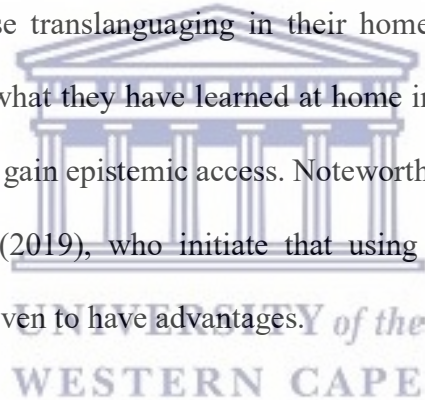 se translanguaging in their home
what they have learned at home in
gain epistemic access. Noteworth
(2019), who initiate that using
ven to have advantages.
UNIVERSITY of the
WESTERN CAPE